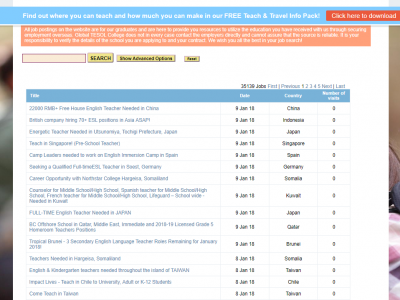 Find out where you can teach and how much you can make in our FREE Teach & Travel Info Pack!
Click here to download
All job postings on the website are for our graduates and are here to provide you resources to utilize the education you have received with us through securing
employment overseas. Global TESOL College does not in every case contact the employers directly and cannot assure that the source is reliable. It is your
responsibility to verify the details of the school you are applying to and your contract. We wish you all the best in your job search!
SEARCH Show Advanced Options Reset
35139 Jobs First | Previous 1 2 3 4 5 Next | Last
Title Date Country Number of
visits
22000 RMB+ Free House English Teacher Needed in China 9 Jan 18 China 0
British company hiring 70+ ESL positions in Asia ASAP! 9 Jan 18 Indonesia 0
Energetic Teacher Needed in Utsunomiya, Tochigi Prefecture, Japan 9 Jan 18 Japan 0
Teach in Singapore! (Pre-School Teacher) 9 Jan 18 Singapore 0
Camp Leaders needed to work on English Immersion Camp in Spain 9 Jan 18 Spain 0
Seeking a Qualified Full-time ESL Teacher in Soest, Germany 9 Jan 18 Germany 0
Career Opportunity with Northstar College Hargeisa, Somaliland 9 Jan 18 Somalia 0
Counselor for Middle School/High School, Spanish teacher for Middle School/High
School, French teacher for Middle School/High School, Lifeguard – School wide -
Needed in Kuwait 9 Jan 18 Kuwait 0
FULL-TIME English Teacher Needed in JAPAN 9 Jan 18 Japan 0
BC Offshore School in Qatar, Middle East, immediate and 2018-19 Licensed Grade 5
Homeroom Teachers Positions 9 Jan 18 Qatar 0
Tropical Brunei - 3 Secondary English Language Teacher Roles Remaining for January
2018! 9 Jan 18 Brunei 0
Teachers Needed in Hargeisa, Somaliland 8 Jan 18 Somalia 0
English & Kindergarten teachers needed throughout the island of TAIWAN 8 Jan 18 Taiwan 0
Impact Lives - Teach in Chile to University, Adult or K-12 Students 8 Jan 18 Chile 0
Come Teach in Taiwan 8 Jan 18 Taiwan 0